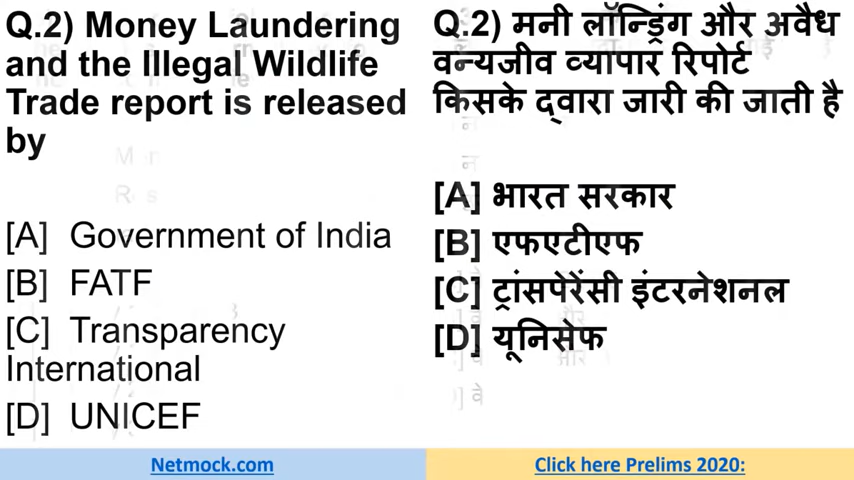 Q.2) Money Laundering
and the Illegal Wildlife
Trade report is released
by
[A] Government of India
[B] FATF
[C] Transparency
International
[D] UNICEF
Q.2) मनी लॉन्ड्रिंग और अवैध
वन्यजीव व्यापार रिपोर्ट
किसके द्वारा जारी की जाती है
[A] भारत सरकार
[B] एफएटीएफ
[C] ट्रांसपेरेंसी इंटरनेशनल
[D] यूनिसेफ
Netmock.com
Click here Prelims 2020: